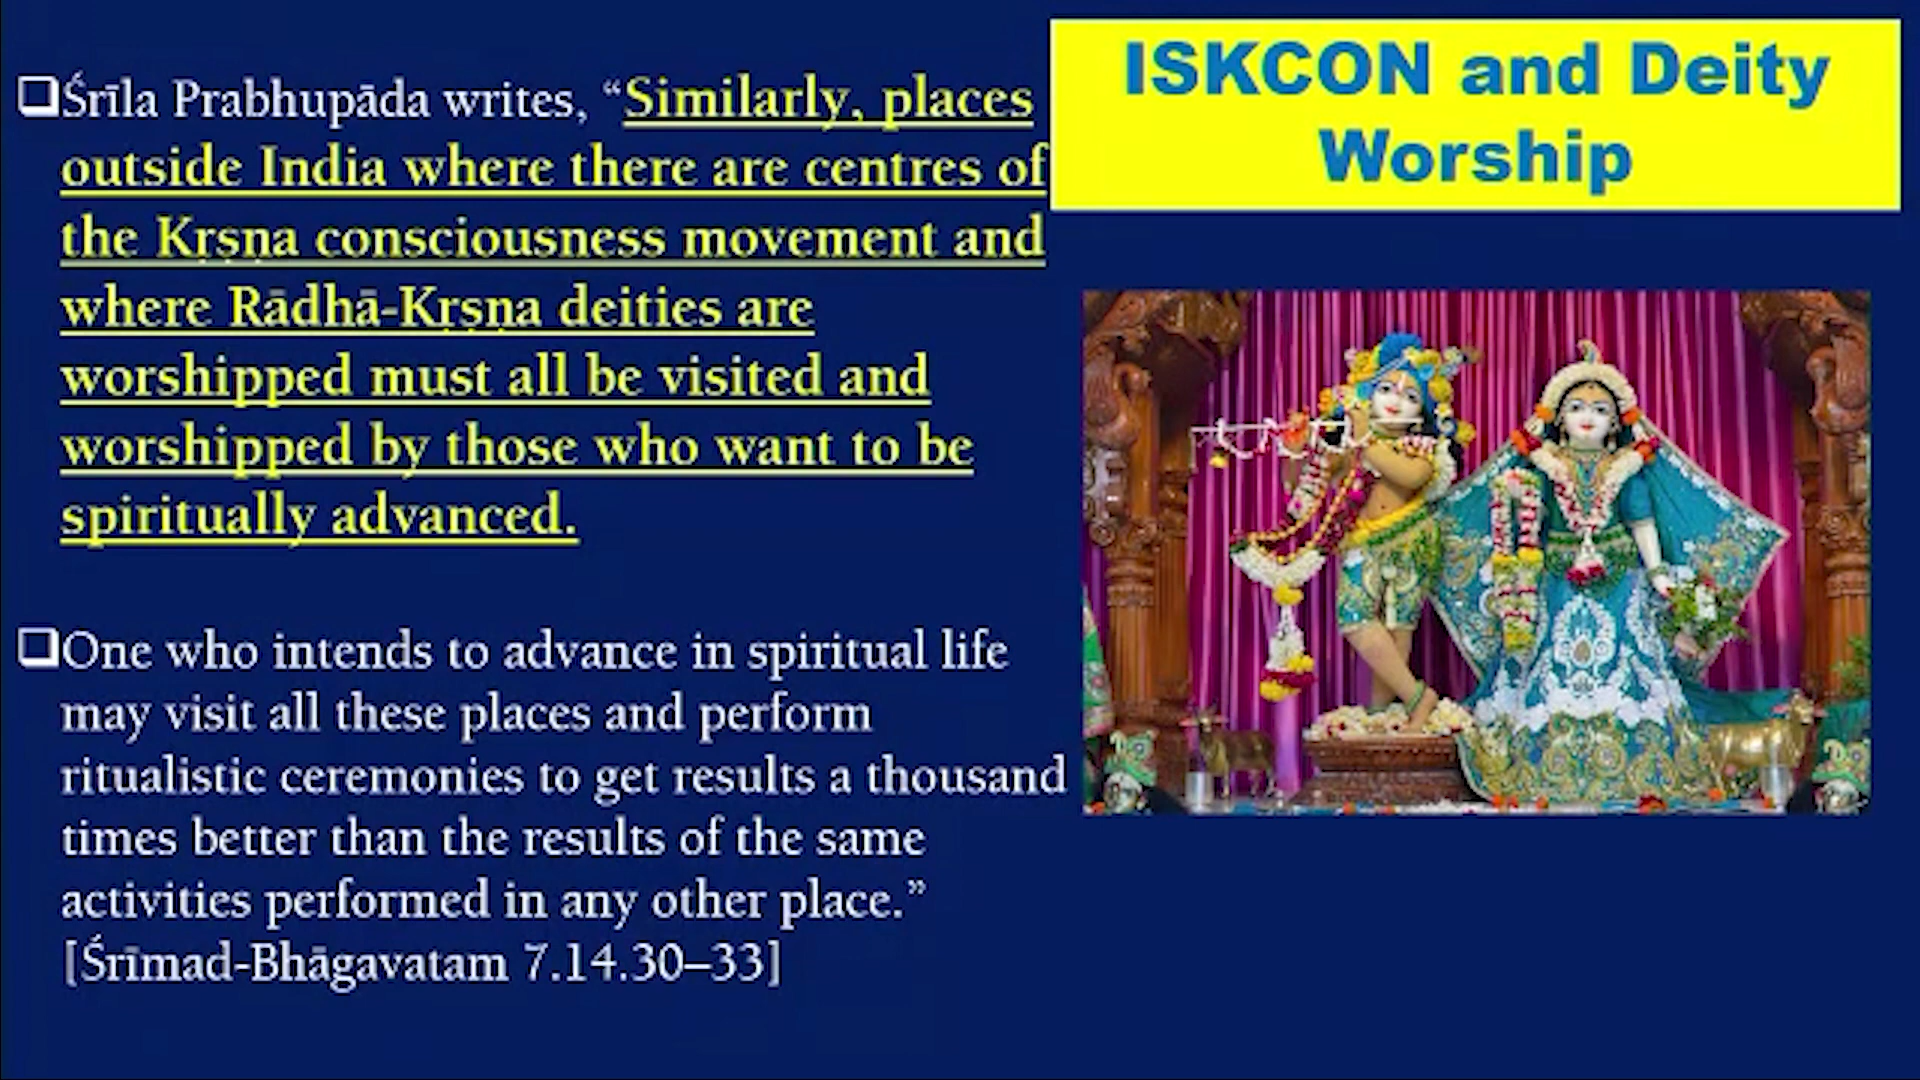 ISKCON and Deity
Worship
❑Śrīla Prabhupāda writes, “Similarly, places
outside India where there are centres of
the Kṛṣṇa consciousness movement and
where Rādhā-Kṛṣṇa deities are
worshipped must all be visited and
worshipped by those who want to be
spiritually advanced.
❑One who intends to advance in spiritual life
may visit all these places and perform
ritualistic ceremonies to get results a thousand
times better than the results of the same
activities performed in any other place.”
[Śrīmad-Bhāgavatam 7.14.30–33]